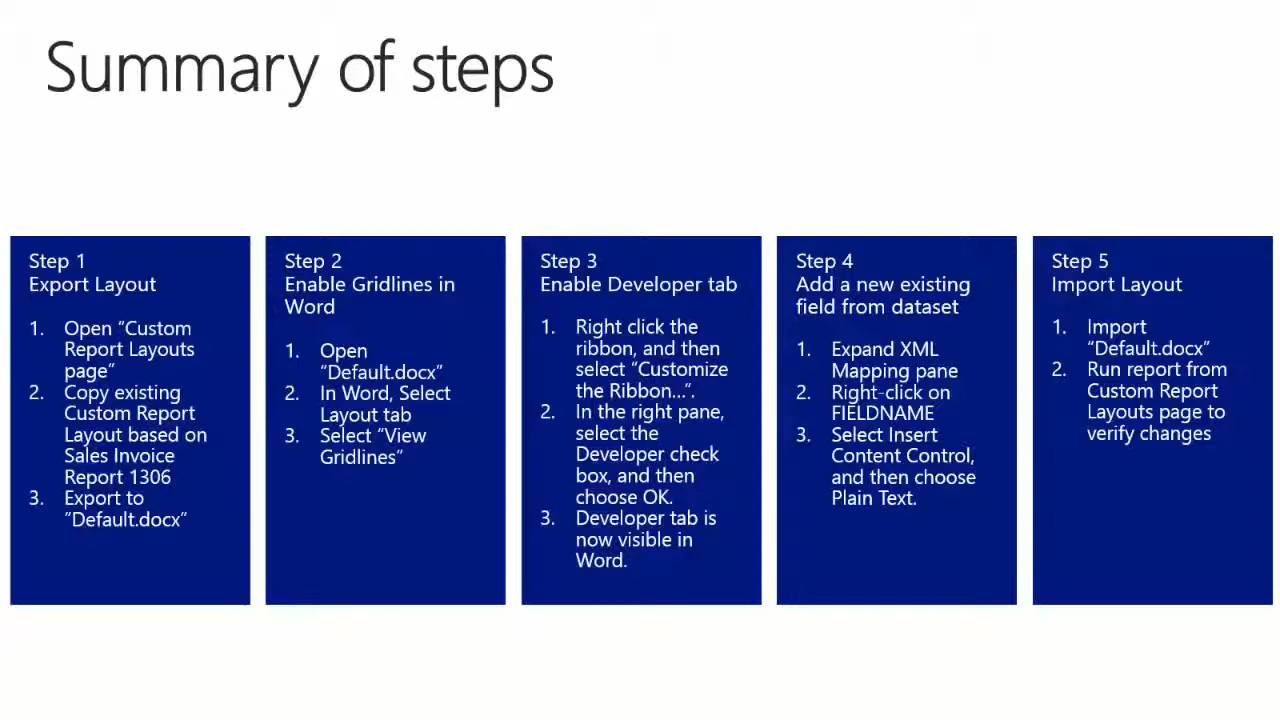 Summary of steps
Step 1
Export Layout
1. Open “Custom
Report Layouts
page”
2. Copy existing
Custom Report
Layout based on
Sales Invoice
Report 1306
3. Export to
“Default.docx”
Step 2
Enable Gridlines in
Word
1. Open
“Default.docx”
2. In Word, Select
Layout tab
3. Select “View
Gridlines”
Step 3
Enable Developer tab
1. Right click the
ribbon, and then
select “Customize
the Ribbon...”.
2. In the right pane,
select the
Developer check
box, and then
choose OK.
3. Developer tab is
now visible in
Word.
Step 4
Add a new existing
field from dataset
1. Expand XML
Mapping pane
2. Right-click on
FIELDNAME
3. Select Insert
Content Control,
and then choose
Plain Text.
Step 5
Import Layout
1. Import
“Default.docx”
2. Run report from
Custom Report
Layouts page to
verify changes